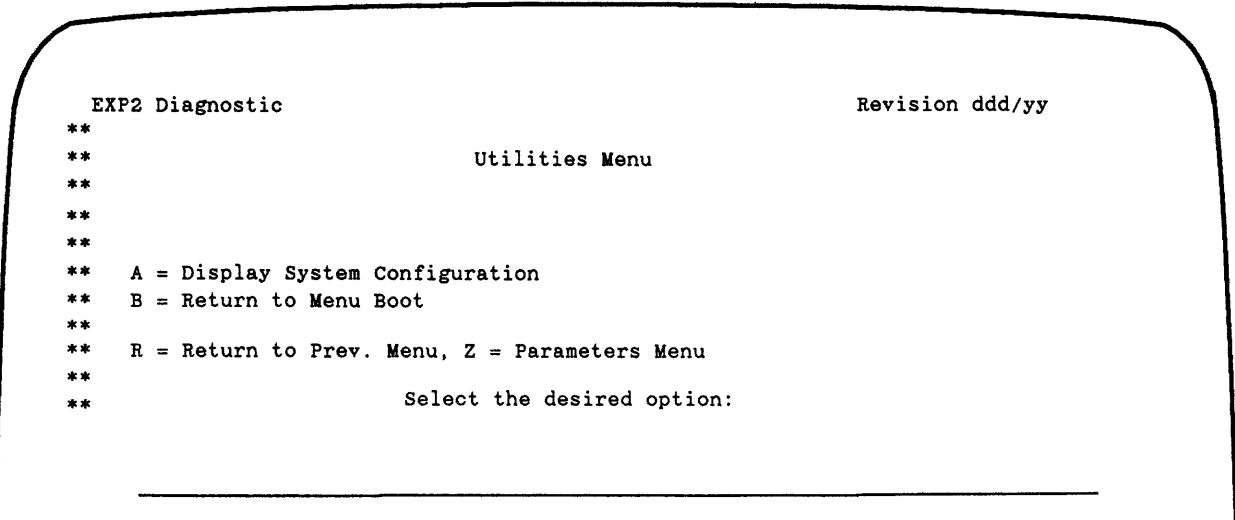 EXP2 Diagnostic Revision ddd/yy
**
** Utilities Menu
**
**
**
** A = Display System Configuration
** B = Return to Menu Boot
**
** R = Return to Prev. Menu, Z = Parameters Menu
**
** Select the desired option: